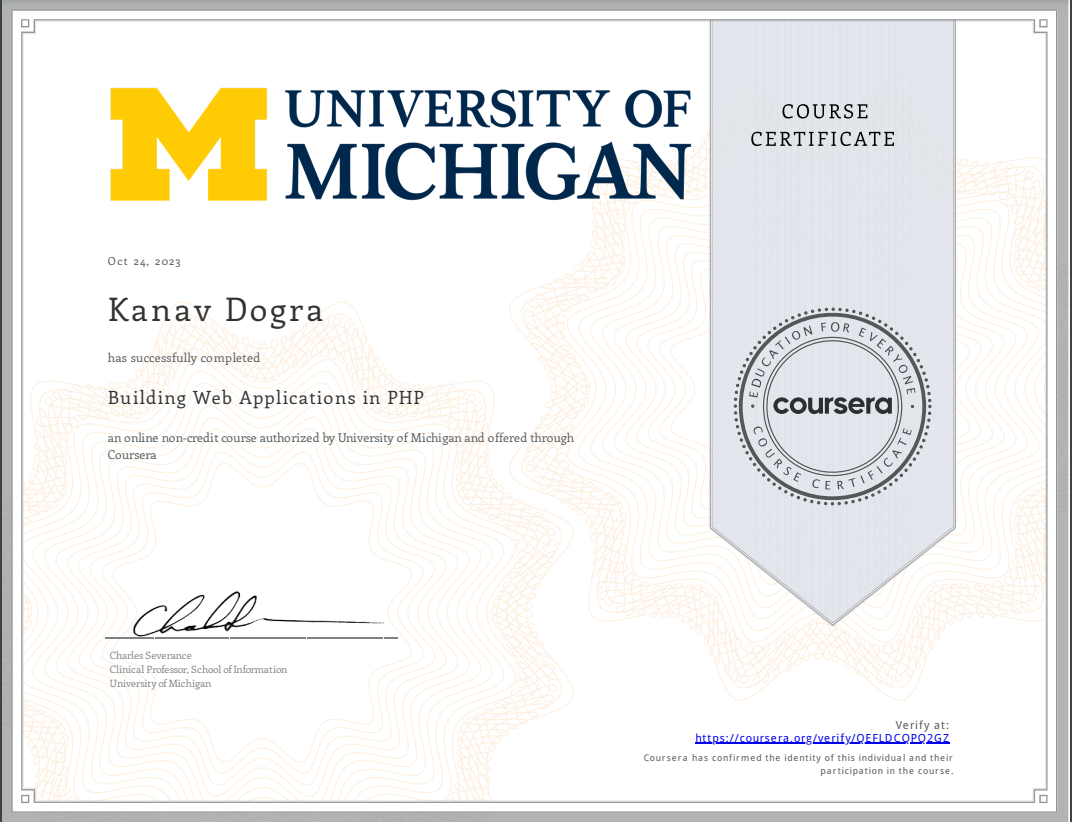 UNIVERSITY OF
MICHIGAN
COURSE
CERTIFICATE
Oct 24, 2023
Kanav Dogra
has successfully completed
Building Web Applications in PHP
an online non-credit course authorized by University of Michigan and offered through
Coursera
EDUCATION FOR EVERYONE
coursera
COURSE CERTIFICATE
Charles Severance
Clinical Professor, School of Information
University of Michigan
Verify at:
https://coursera.org/verify/QEFLDCQPQ2GZ
Coursera has confirmed the identity of this individual and their
participation in the course.